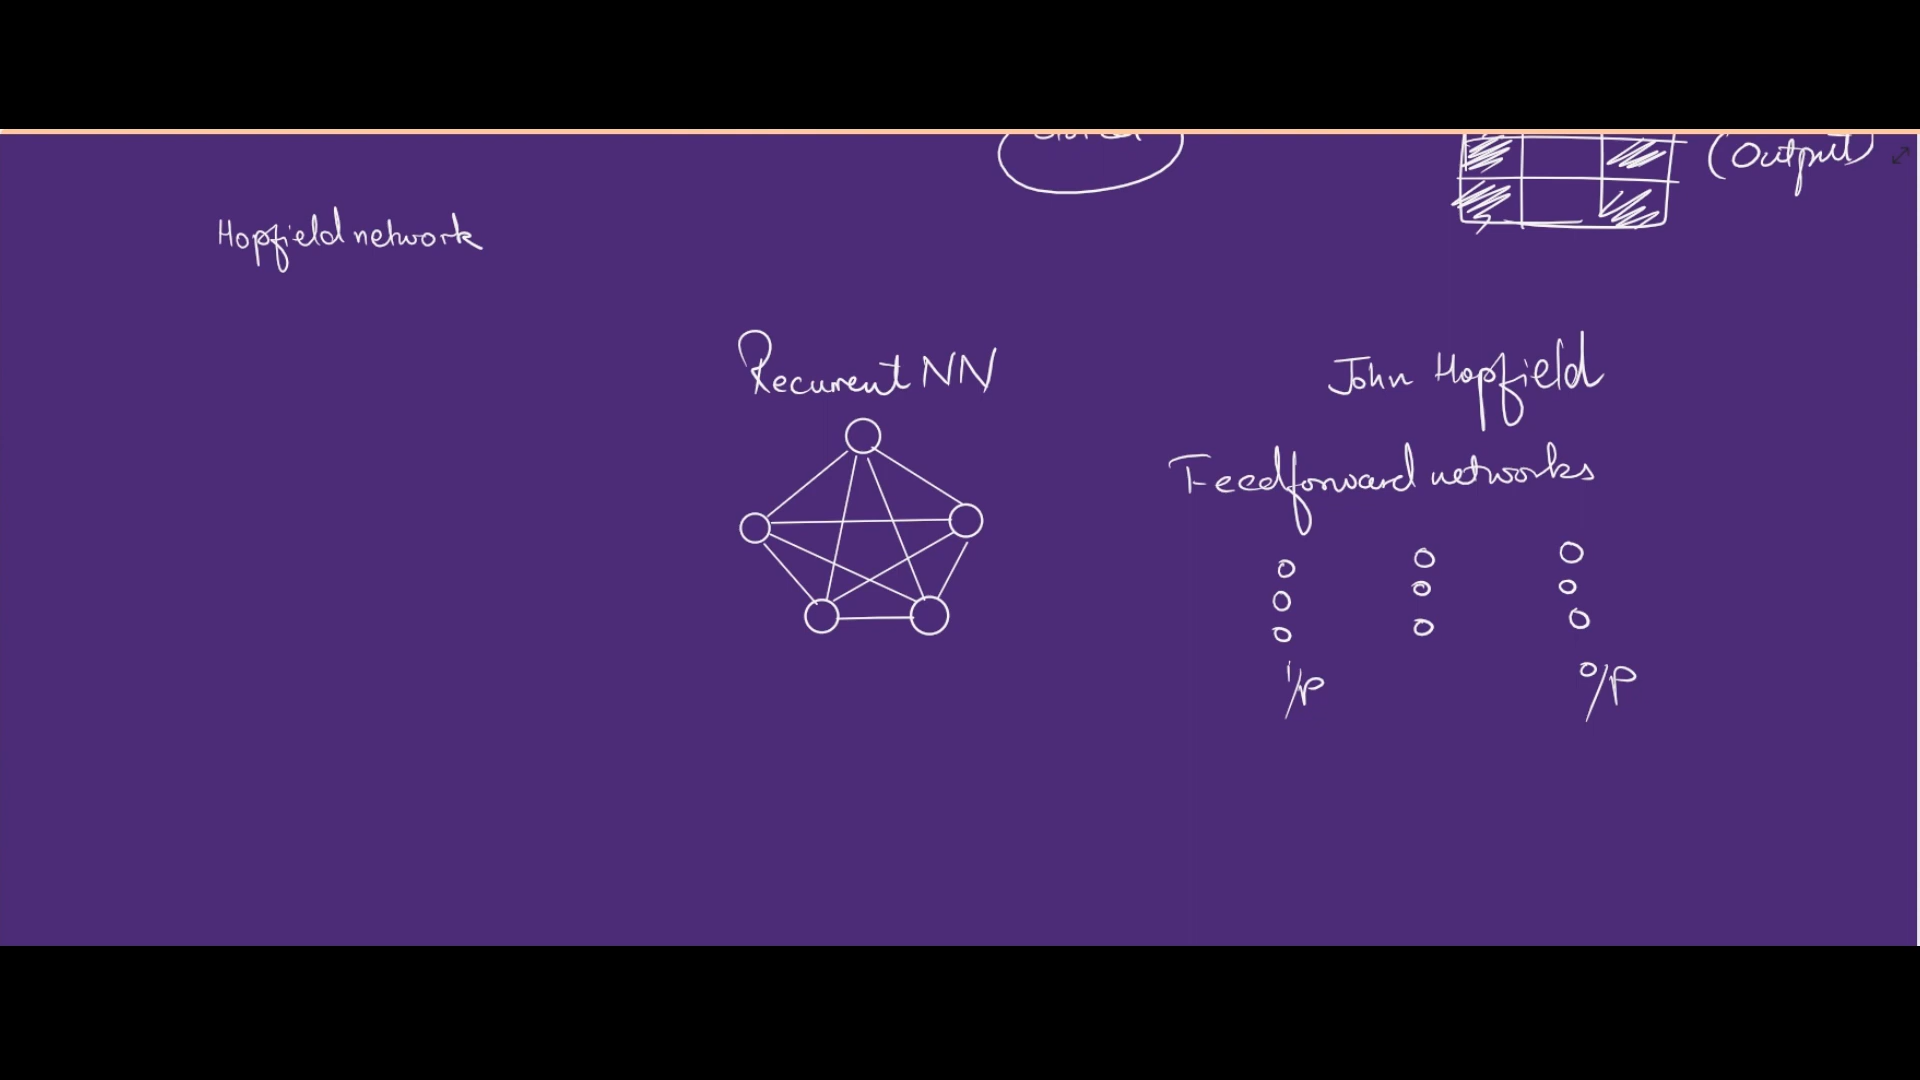 (Output)
Hopfield network
Recurrent NN
John Hopfield
Feedforward networks
I/P
O/P